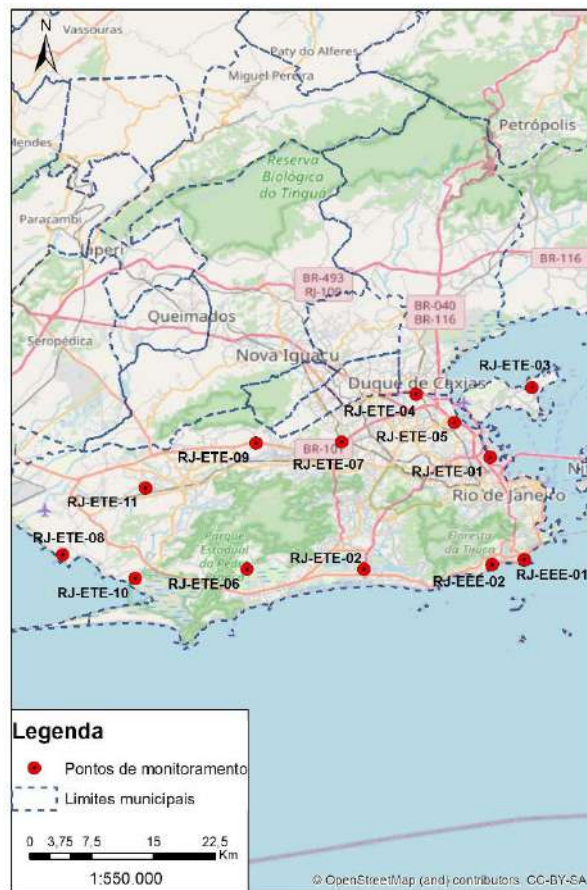 N
Vassouras
Paty do Alferes
Miguel Pereira
Mendes
Petrópolis
Reserva
Biológica
do Tinguá
Paracambi
Japeri
BR-116
BR-493
RJ-109
BR-040
BR-116
Queimados
Seropédica
Nova Iguaçu
RJ-ETE-03
Duque de Caxias
RJ-ETE-04
RJ-ETE-05
RJ-ETE-09
BR-101
RJ-ETE-07
RJ-ETE-01
Rio de Janeiro
RJ-ETE-11
RJ-ETE-08
Parque
Estadual
da Pedra
Floresta
da Tijuca
RJ-ETE-02
RJ-ETE-06
RJ-ETE-10
RJ-EEE-02
RJ-EEE-01
Legenda
Pontos de monitoramento
Limites municipais
0 3,75 7,5 15 22,5
Km
1:550.000
© OpenStreetMap (and) contributors, CC-BY-SA